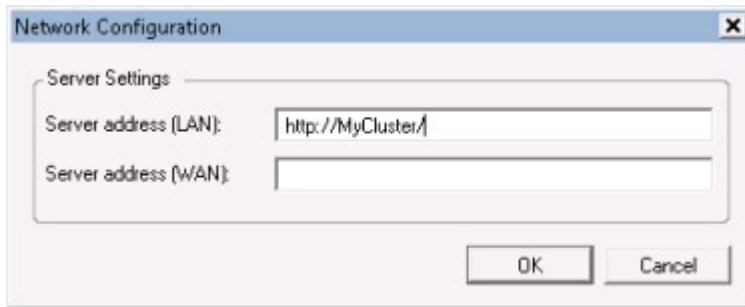 Network Configuration
Server Settings
Server address (LAN): http://MyCluster/
Server address (WAN):
OK Cancel